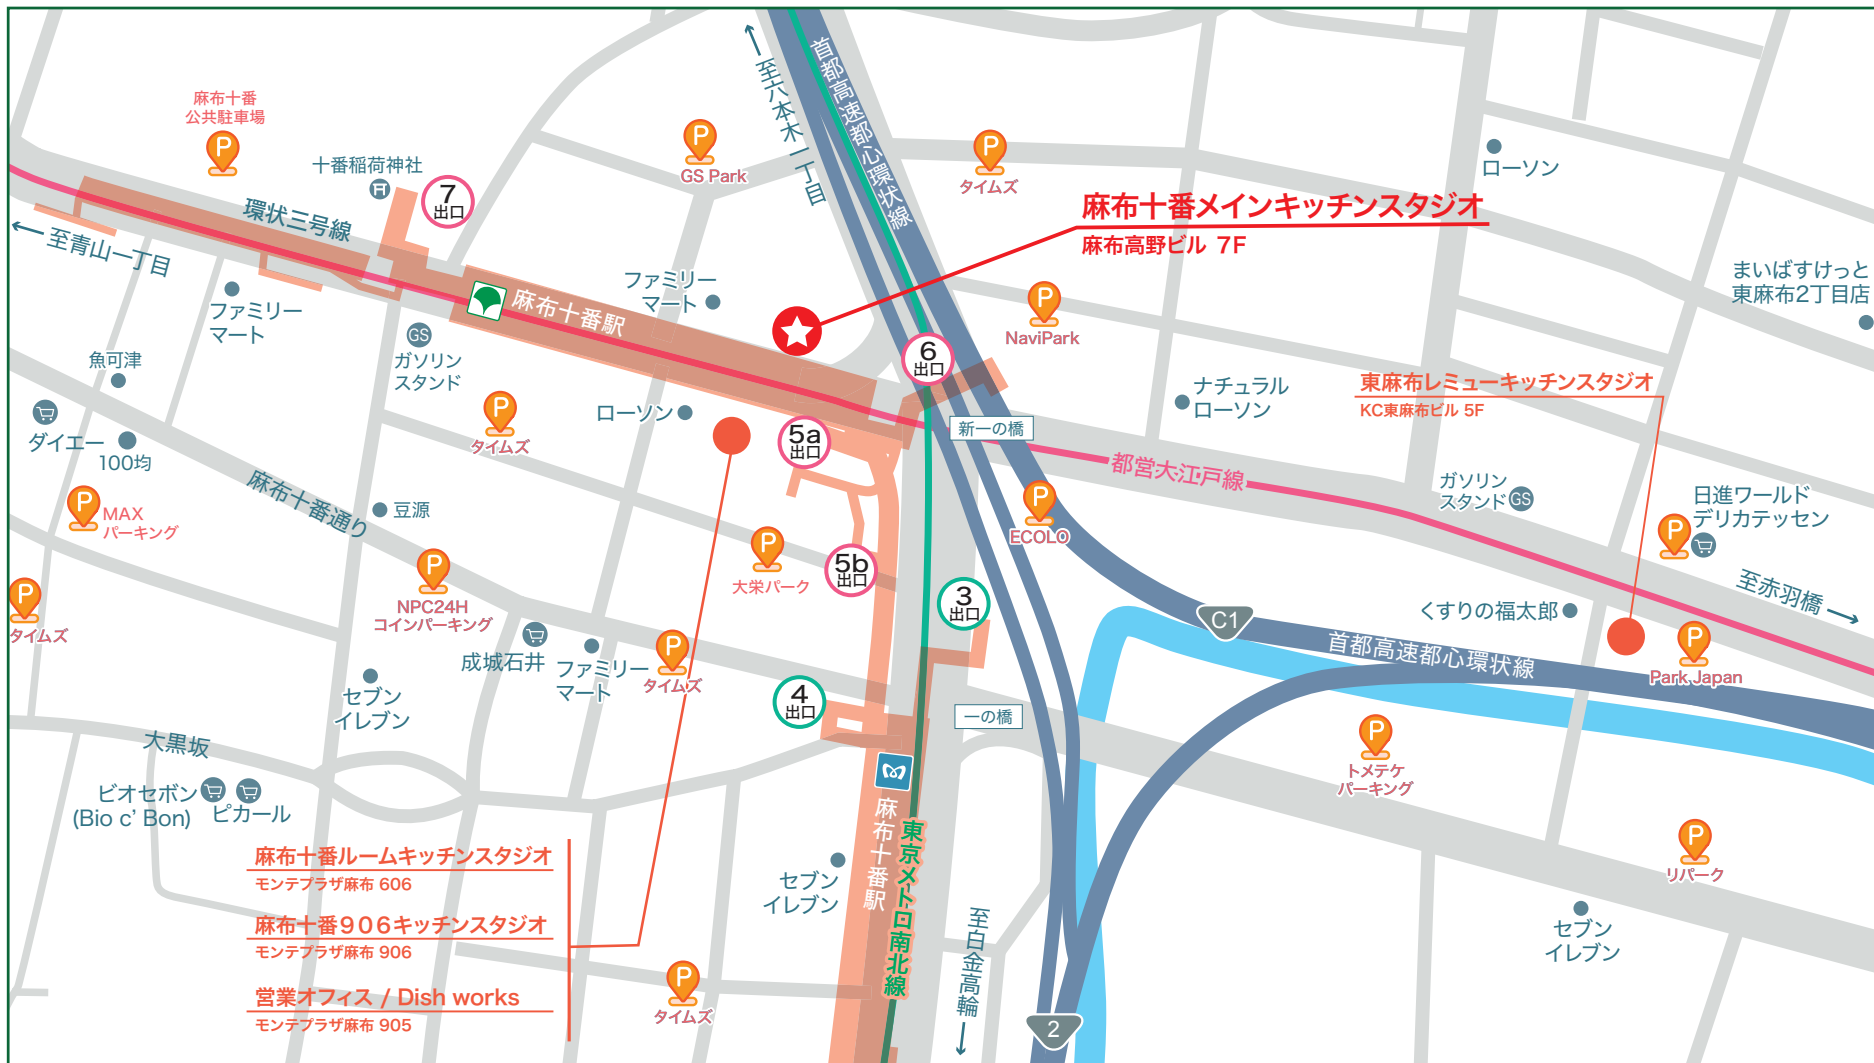 麻布十番
公共駐車場
P
十番稲荷神社
7
出口
環状三号線
←至青山一丁目
P
GS Park
←至六本木一丁目
首都高速都心環状線
P
タイムズ
ローソン
麻布十番メインキッチンスタジオ
麻布高野ビル 7F
まいばすけっと
東麻布2丁目店
ファミリー
マート
麻布十番駅
ファミリー
マート
GS
ガソリン
スタンド
6
出口
P
NaviPark
ナチュラル
ローソン
東麻布レミューキッチンスタジオ
KC東麻布ビル 5F
魚可津
ダイエー
100均
P
タイムズ
ローソン
5a
出口
新一の橋
都営大江戸線
ガソリン
スタンド
GS
日進ワールド
デリカテッセン
P
P
MAX
パーキング
麻布十番通り
豆源
P
ECOLO
P
大栄パーク
5b
出口
3
出口
至赤羽橋→
P
タイムズ
P
NPC24H
コインパーキング
成城石井
ファミリー
マート
P
タイムズ
C1
首都高速都心環状線
くすりの福太郎
P
Park Japan
セブン
イレブン
4
出口
一の橋
大黒坂
ビオセボン
(Bio c' Bon)
ピカール
P
トメテケ
パーキング
麻布十番駅
東京メトロ南北線
P
リパーク
麻布十番ルームキッチンスタジオ
モンテプラザ麻布 606
麻布十番906キッチンスタジオ
モンテプラザ麻布 906
営業オフィス / Dish works
モンテプラザ麻布 905
セブン
イレブン
至白金高輪→
セブン
イレブン
P
タイムズ
2